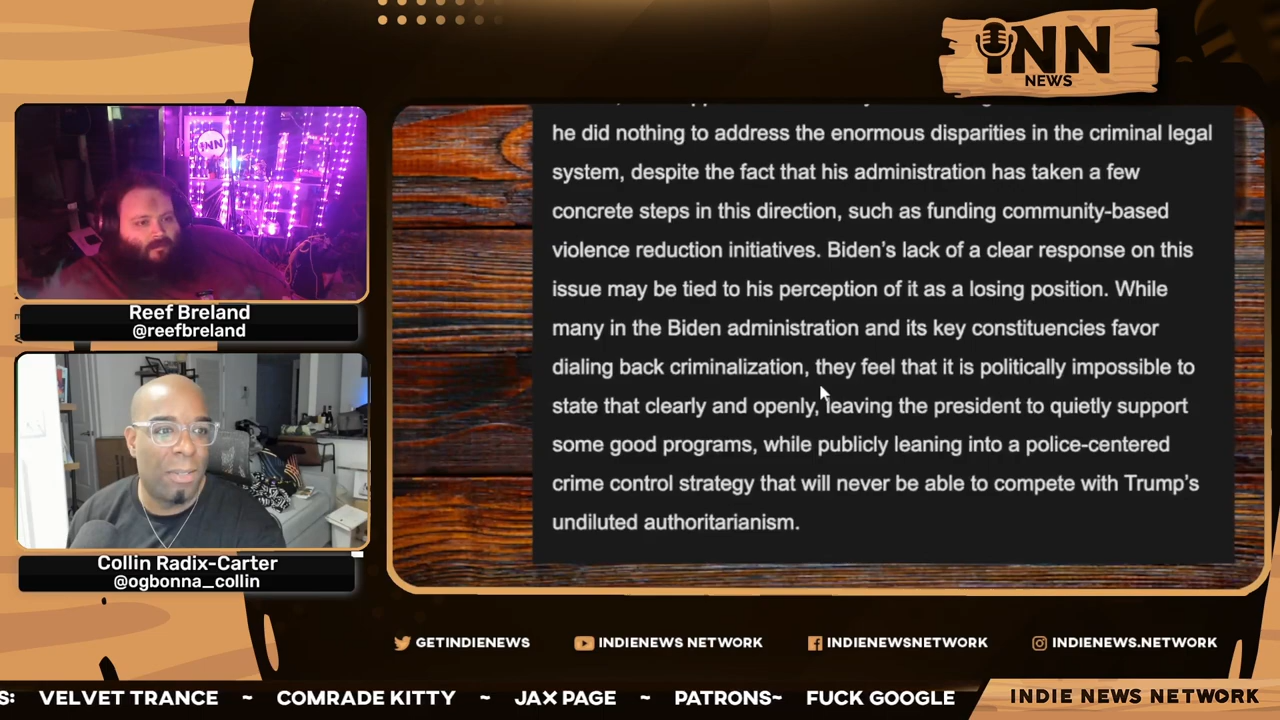 INN
NEWS
he did nothing to address the enormous disparities in the criminal legal
system, despite the fact that his administration has taken a few
concrete steps in this direction, such as funding community-based
violence reduction initiatives. Biden's lack of a clear response on this
issue may be tied to his perception of it as a losing position. While
many in the Biden administration and its key constituencies favor
dialing back criminalization, they feel that it is politically impossible to
state that clearly and openly, leaving the president to quietly support
some good programs, while publicly leaning into a police-centered
crime control strategy that will never be able to compete with Trump's
undiluted authoritarianism.
INN
Reef Breland
@reefbreland
Collin Radix-Carter
@ogbonna_collin
GETINDIENEWS
INDIENEWS NETWORK
INDIENEWSNETWORK
INDIENEWS.NETWORK
S: VELVET TRANCE ~ COMRADE KITTY ~ JAX PAGE ~ PATRONS~ FUCK GOOGLE
INDIE NEWS NETWORK